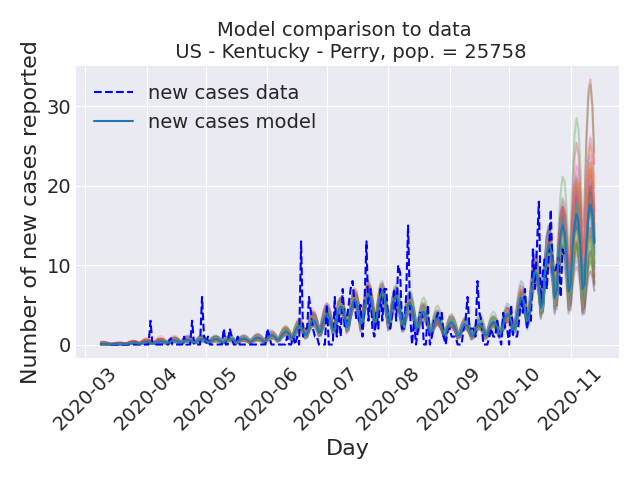 Model comparison to data
US - Kentucky - Perry, pop. = 25758
Number of new cases reported
30
20
10
0
new cases data
new cases model
2020-03
2020-04
2020-05
2020-06
2020-07
2020-08
2020-09
2020-10
2020-11
Day